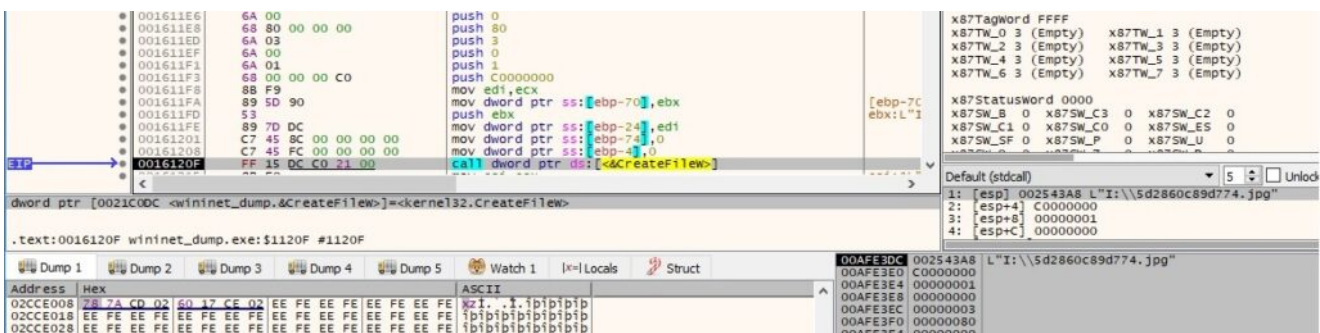 001611E6 6A 00 push 0
001611E8 68 80 00 00 00 push 80
001611ED 6A 03 push 3
001611EF 6A 00 push 0
001611F1 6A 01 push 1
001611F3 68 00 00 00 C0 push C0000000
001611F8 8B F9 mov edi,ecx
001611FA 89 5D 90 mov dword ptr ss:[ebp-70],ebx [ebp-70
001611FD 53 push ebx ebx:L"I
001611FE 89 7D DC mov dword ptr ss:[ebp-24],edi
00161201 C7 45 8C 00 00 00 00 mov dword ptr ss:[ebp-74],0
00161208 C7 45 FC 00 00 00 00 mov dword ptr ss:[ebp-4],0
EIP 0016120F FF 15 DC C0 21 00 call dword ptr ds:[<&CreateFileW>]
dword ptr [0021C0DC <wininet_dump.&CreateFileW>]=<kernel32.CreateFileW>
.text:0016120F wininet_dump.exe:$1120F #1120F
x87TagWord FFFF
x87TW_0 3 (Empty) x87TW_1 3 (Empty)
x87TW_2 3 (Empty) x87TW_3 3 (Empty)
x87TW_4 3 (Empty) x87TW_5 3 (Empty)
x87TW_6 3 (Empty) x87TW_7 3 (Empty)
x87StatusWord 0000
x87SW_B 0 x87SW_C3 0 x87SW_C2 0
x87SW_C1 0 x87SW_C0 0 x87SW_ES 0
x87SW_SF 0 x87SW_P 0 x87SW_U 0
Default (stdcall) 5 Unlock
1: [esp] 002543A8 L"I:\\5d2860c89d774.jpg"
2: [esp+4] C0000000
3: [esp+8] 00000001
4: [esp+C] 00000000
Dump 1 Dump 2 Dump 3 Dump 4 Dump 5 Watch 1 [x=] Locals Struct
Address Hex ASCII
02CCE008 78 7A CD 02 60 17 CE 02 EE FE EE FE EE FE EE FE xzÍ.`.Î.îþîþîþîþ
02CCE018 EE FE EE FE EE FE EE FE EE FE EE FE EE FE EE FE îþîþîþîþîþîþîþîþ
02CCE028 EE FE EE FE EE FE EE FE EE FE EE FE EE FE EE FE îþîþîþîþîþîþîþîþ
00AFE3DC 002543A8 L"I:\\5d2860c89d774.jpg"
00AFE3E0 C0000000
00AFE3E4 00000001
00AFE3E8 00000000
00AFE3EC 00000003
00AFE3F0 00000080